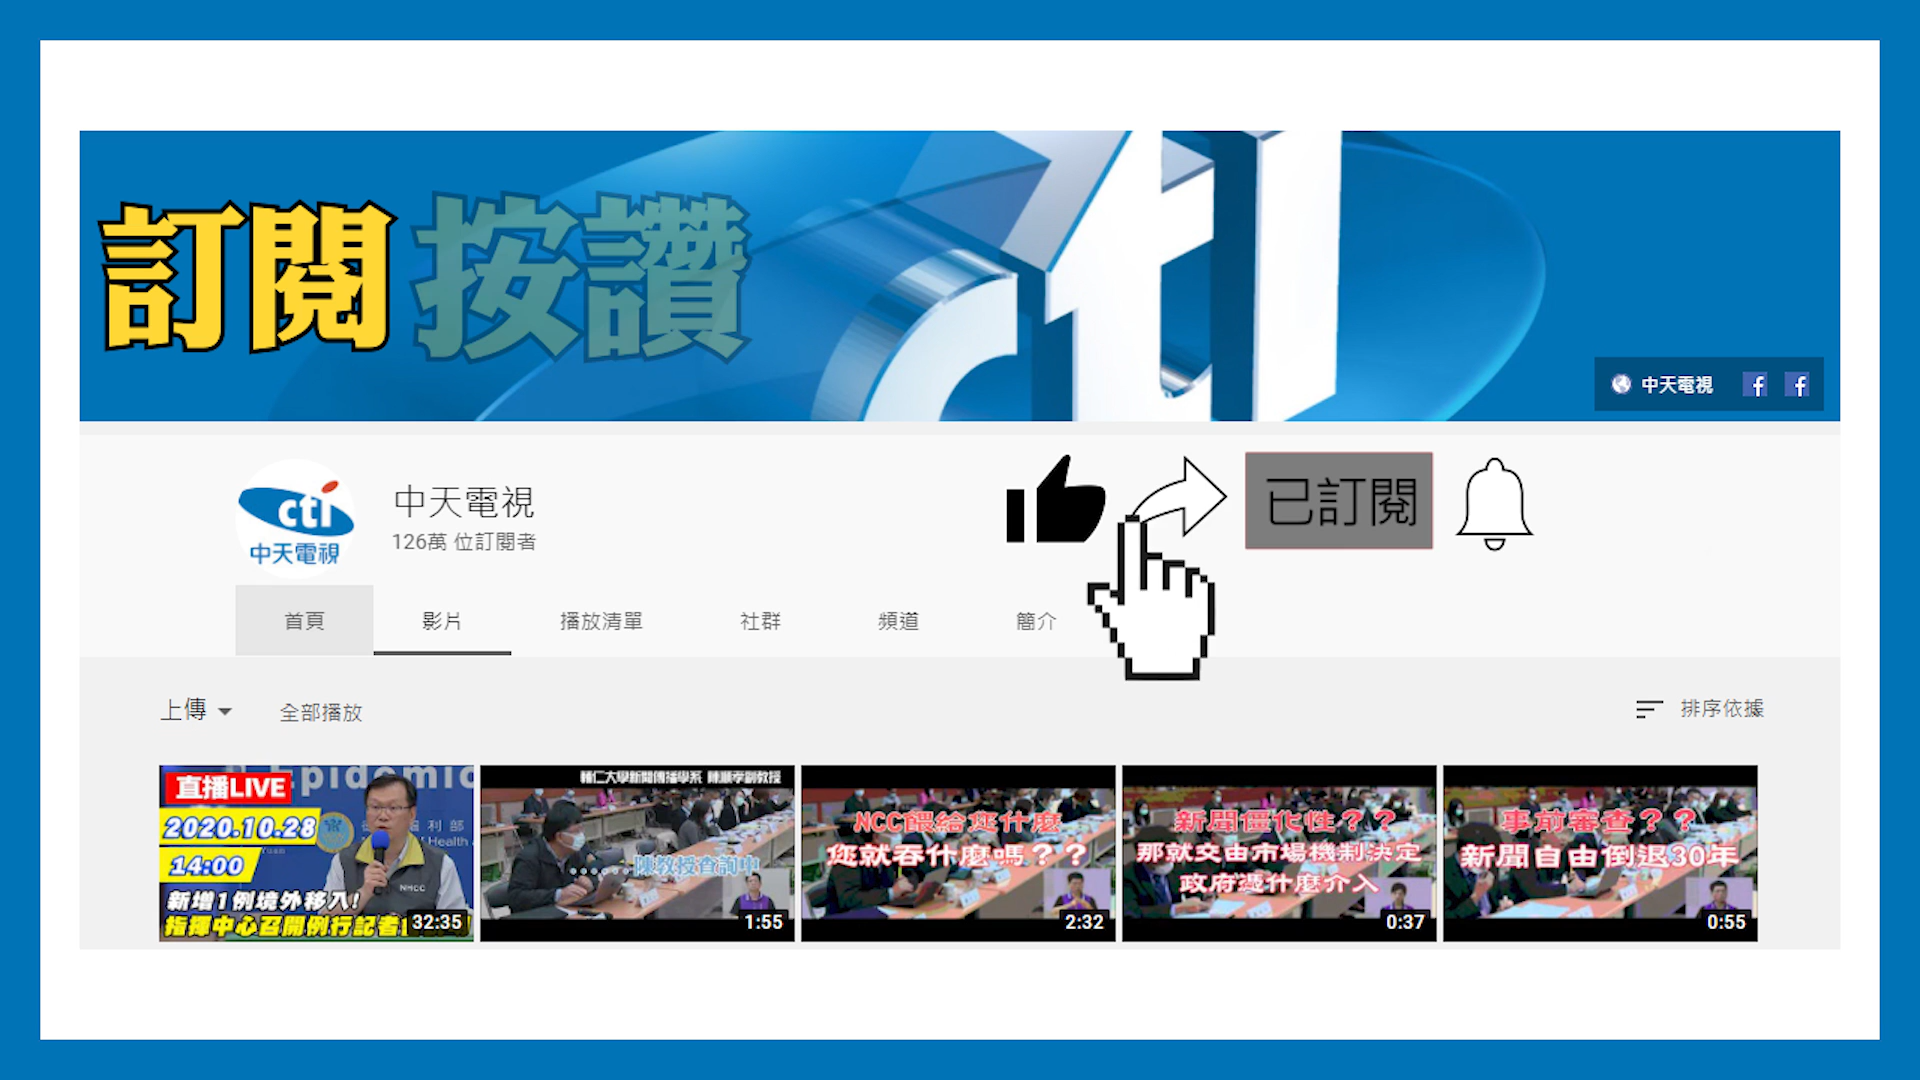 訂閱 按讚
cti
中天電視
cti
中天電視
中天電視
126萬 位訂閱者
已訂閱
首頁
影片
播放清單
社群
頻道
簡介
上傳
全部播放
排序依據
Epidemic
直播LIVE
2020.10.28
14:00
新增1例境外移入!
指揮中心召開例行記者
NHCC
32:35
輔仁大學新聞傳播學系 陳順孝副教授
......陳教授查詢中
1:55
NCC餵給您什麼
您就吞什麼嗎??
2:32
新聞僵化性??
那就交由市場機制決定
政府憑什麼介入
0:37
事前審查??
新聞自由倒退30年
0:55